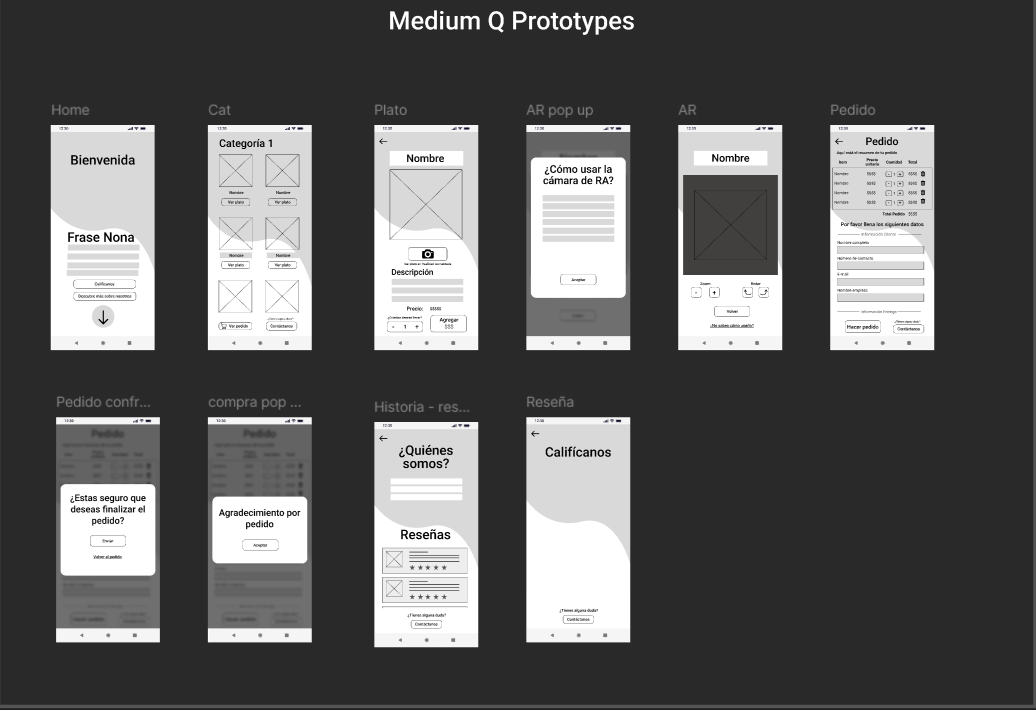 Medium Q Prototypes
Home
Cat
Plato
AR pop up
AR
Pedido
12:30
Bienvenida
Frase Nona
Calificanos
Descubre más sobre nosotros
12:30
Categoría 1
Nombre
Nombre
Ver plato
Ver plato
Nombre
Nombre
Ver plato
Ver plato
Ver pedido
Contáctanos
12:30
Nombre
Descripción
Precio:
$$$$$
- 1 +
Agregar
$$$
12:30
¿Cómo usar la
cámara de RA?
Aceptar
12:30
Nombre
Zoom
Rotar
- +
Volver
¿No sabes cómo usarlo?
12:30
Pedido
Aquí está el resumen de tu pedido
Item
Precio
unitario
Cantidad
Total
Nombre
$$$$
- 1 +
$$$$
Nombre
$$$$
- 1 +
$$$$
Nombre
$$$$
- 1 +
$$$$
Nombre
$$$$
- 1 +
$$$$
Total Pedido
$$$$
Por favor llena los siguientes datos
Nombre completo
Número de contacto
E-mail
Nombre empresa
Información Entrega
Hacer pedido
Contáctanos
Pedido confr...
compra pop ...
Historia - res...
Reseña
12:30
Pedido
¿Estas seguro que
deseas finalizar el
pedido?
Enviar
Volver al pedido
12:30
Pedido
Agradecimiento por
pedido
Aceptar
12:30
¿Quiénes
somos?
Reseñas
¿Tienes alguna duda?
Contáctanos
12:30
Califícanos
¿Tienes alguna duda?
Contáctanos